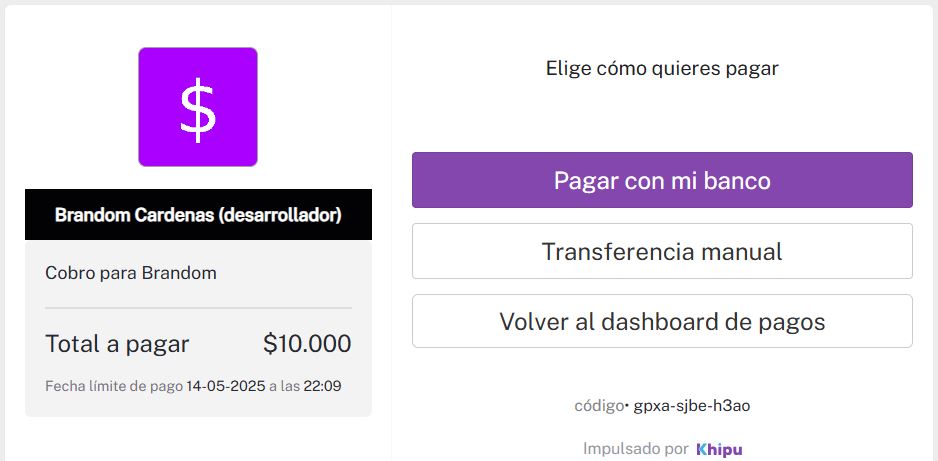 $
Brandom Cardenas (desarrollador)
Cobro para Brandom
Total a pagar $10.000
Fecha límite de pago 14-05-2025 a las 22:09
Elige cómo quieres pagar
Pagar con mi banco
Transferencia manual
Volver al dashboard de pagos
código• gpxa-sjbe-h3ao
Impulsado por Khipu